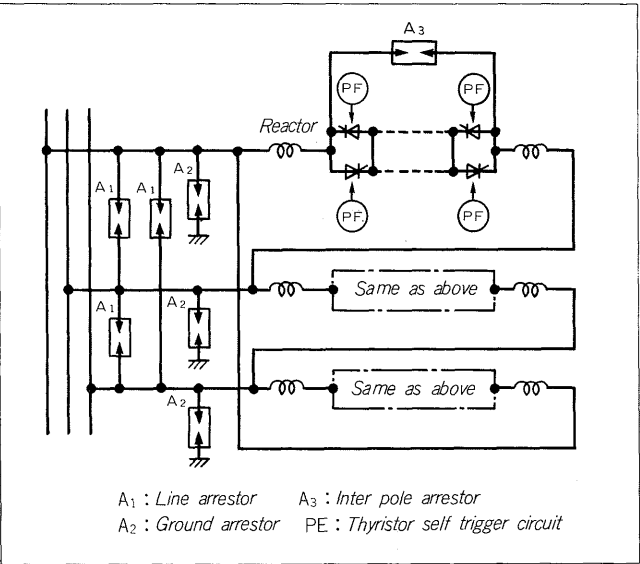 A3
PF PF
Reactor
A1 A1 A2
PF. PF
A1 A2
Same as above
A2
Same as above
A1 : Line arrestor A3 : Inter pole arrestor
A2 : Ground arrestor PE : Thyristor self trigger circuit